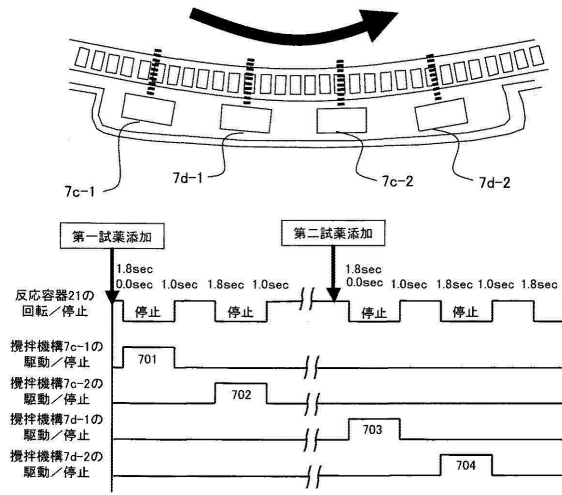 7c-1
7d-1
7c-2
7d-2
第一試薬添加
第二試薬添加
1.8sec
0.0sec
1.0sec
1.8sec
1.0sec
1.8sec
0.0sec
1.0sec
1.8sec
1.0sec
1.8sec
反応容器21の
回転/停止
停止
停止
停止
停止
攪拌機構7c-1の
駆動/停止
701
攪拌機構7c-2の
駆動/停止
702
攪拌機構7d-1の
駆動/停止
703
攪拌機構7d-2の
駆動/停止
704